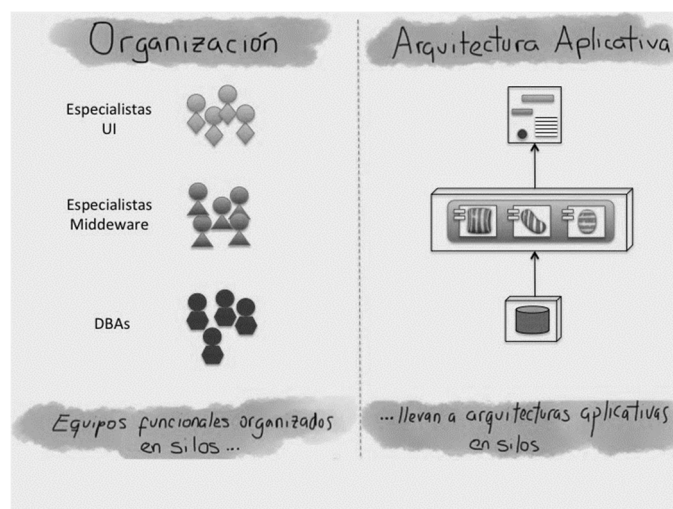 Organización
Especialistas
UI
Especialistas
Middeware
DBAs
Equipos funcionales organizados
en silos...
Arquitectura Aplicativa
...llevan a arquitecturas aplicativas
en silos